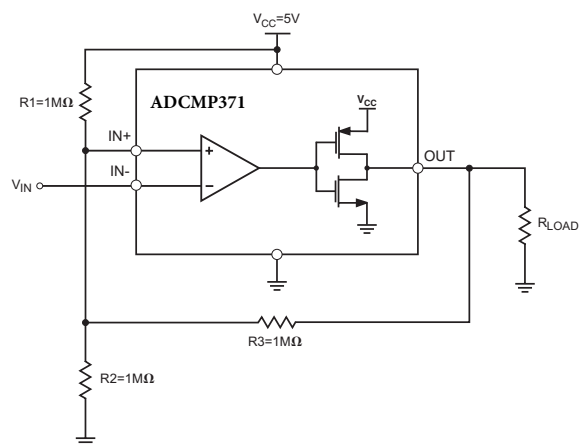 VCC=5V
R1=1MΩ
ADCMP371
VCC
IN+
OUT
IN-
VIN
+
−
RLOAD
R3=1MΩ
R2=1MΩ